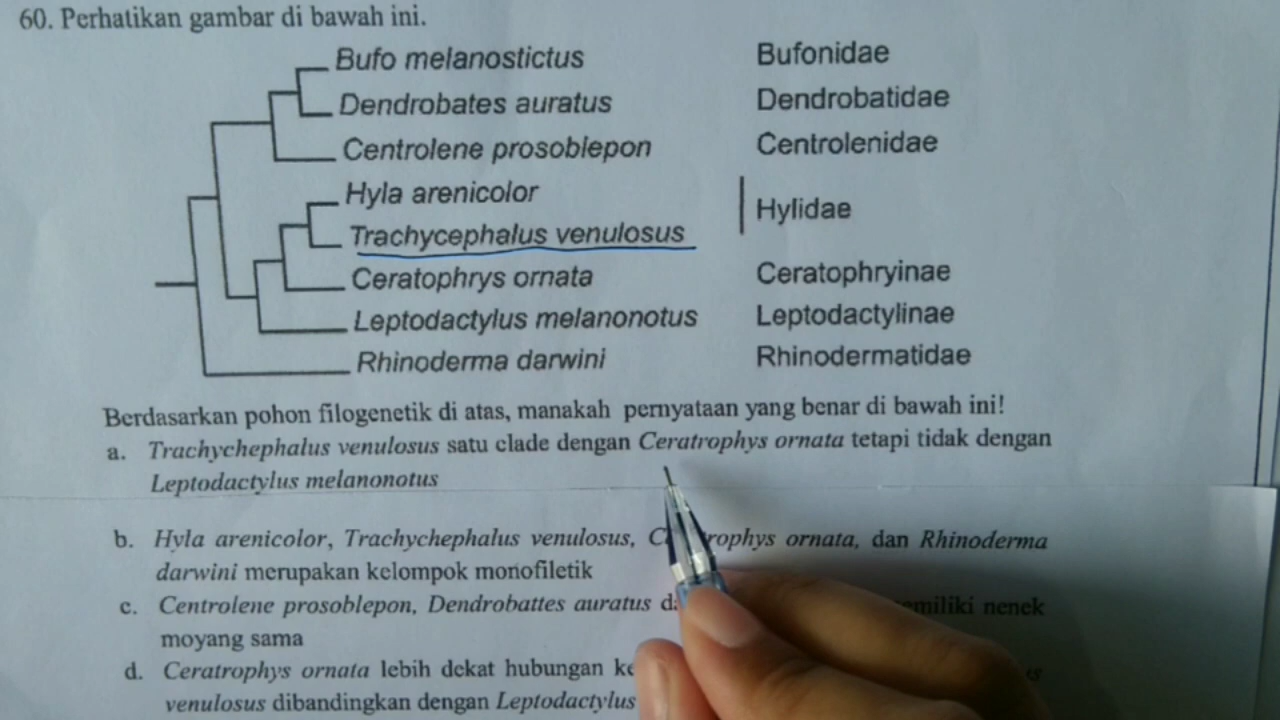 60. Perhatikan gambar di bawah ini.
Bufo melanostictus Bufonidae
Dendrobates auratus Dendrobatidae
Centrolene prosoblepon Centrolenidae
Hyla arenicolor
Hylidae
Trachycephalus venulosus
Ceratophrys ornata Ceratophryinae
Leptodactylus melanonotus Leptodactylinae
Rhinoderma darwini Rhinodermatidae
Berdasarkan pohon filogenetik di atas, manakah pernyataan yang benar di bawah ini!
a. Trachychephalus venulosus satu clade dengan Ceratrophys ornata tetapi tidak dengan
Leptodactylus melanonotus
b. Hyla arenicolor, Trachychephalus venulosus, ornata, dan Rhinoderma
darwini merupakan kelompok monofiletik
c. Centrolene prosoblepon, Dendrobattes auratus nenek
moyang sama
d. Ceratrophys ornata lebih dekat hubungan
venulosus dibandingkan dengan Leptodactylus